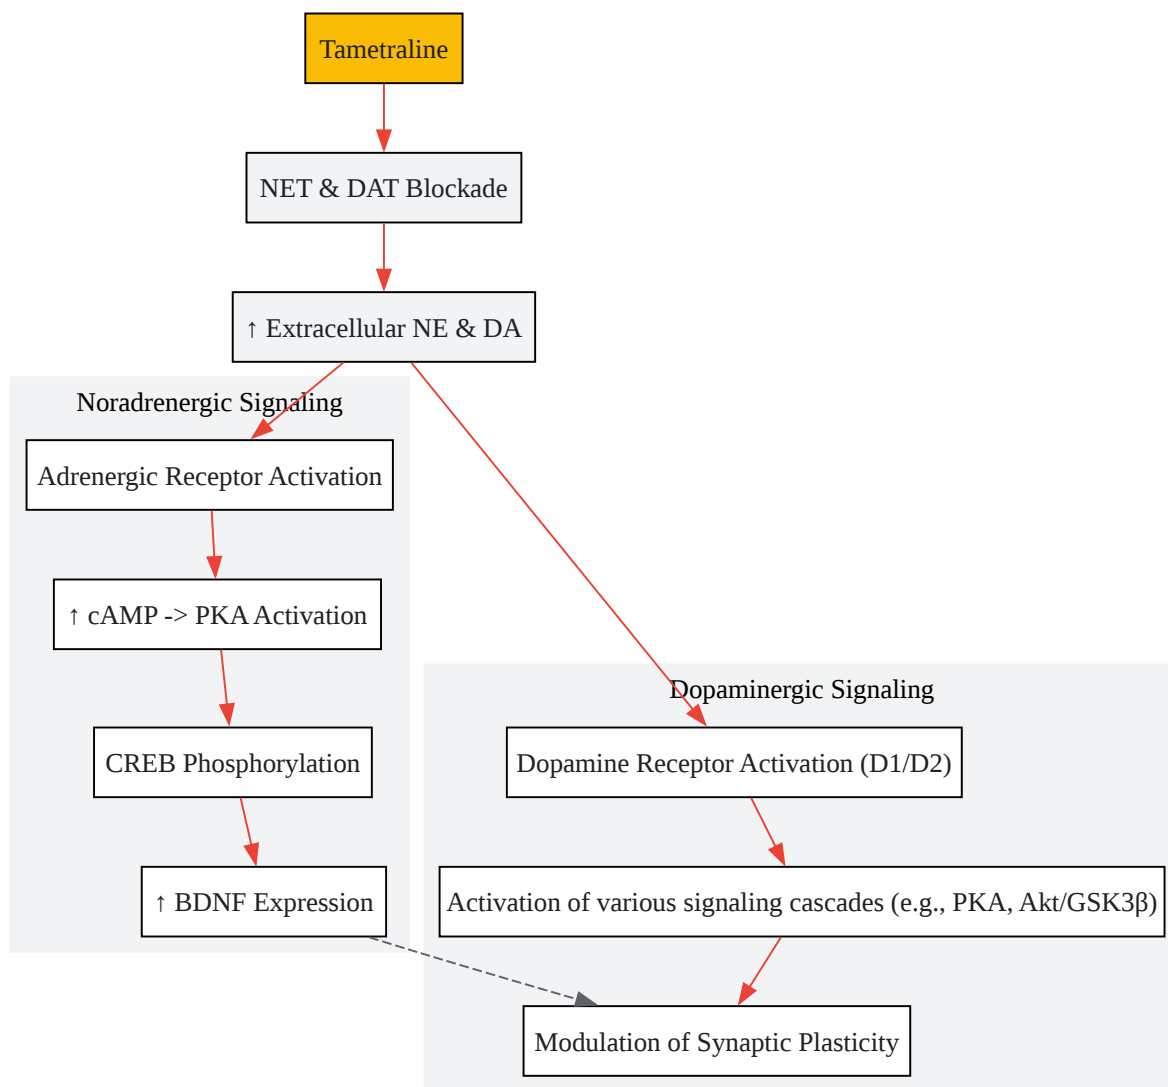 Tametraline
NET & DAT Blockade
↑ Extracellular NE & DA
Noradrenergic Signaling
Adrenergic Receptor Activation
↑ cAMP -> PKA Activation
CREB Phosphorylation
↑ BDNF Expression
Dopaminergic Signaling
Dopamine Receptor Activation (D1/D2)
Activation of various signaling cascades (e.g., PKA, Akt/GSK3β)
Modulation of Synaptic Plasticity